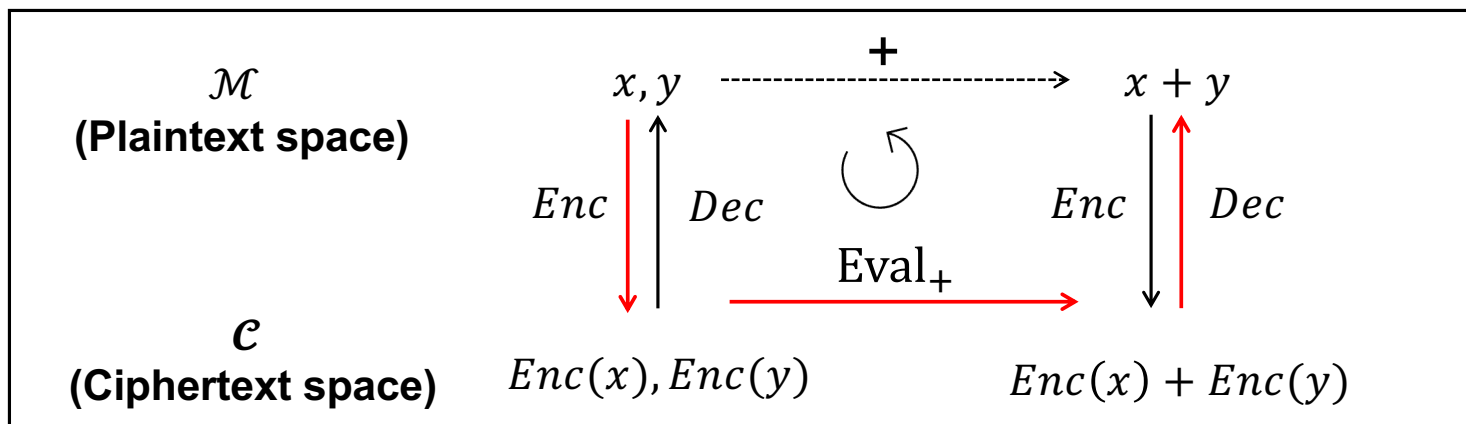 +
ℳ x, y x + y
(Plaintext space)
Enc Dec Enc Dec
Eval₊
𝓒
(Ciphertext space) Enc(x), Enc(y) Enc(x) + Enc(y)